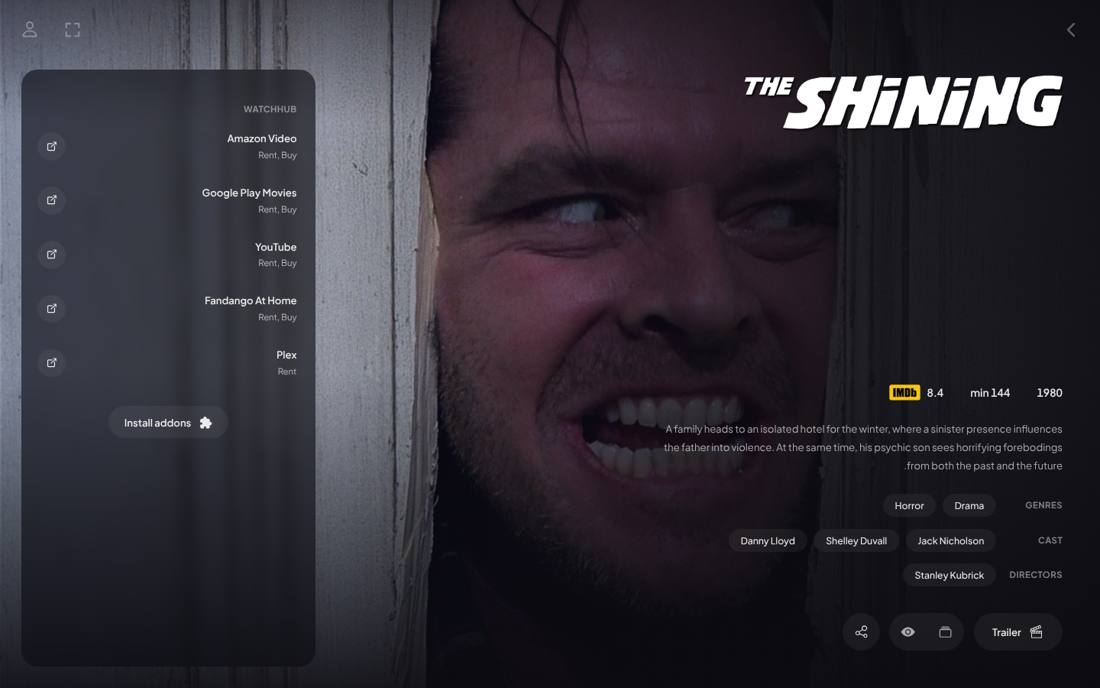 THE SHiNiNG
WATCHHUB
Amazon Video
Rent, Buy
Google Play Movies
Rent, Buy
YouTube
Rent, Buy
Fandango At Home
Rent, Buy
Plex
Rent
Install addons
IMDb 8.4 min 144 1980
A family heads to an isolated hotel for the winter, where a sinister presence influences
the father into violence. At the same time, his psychic son sees horrifying forebodings
.from both the past and the future
Horror Drama GENRES
Danny Lloyd Shelley Duvall Jack Nicholson CAST
Stanley Kubrick DIRECTORS
Trailer